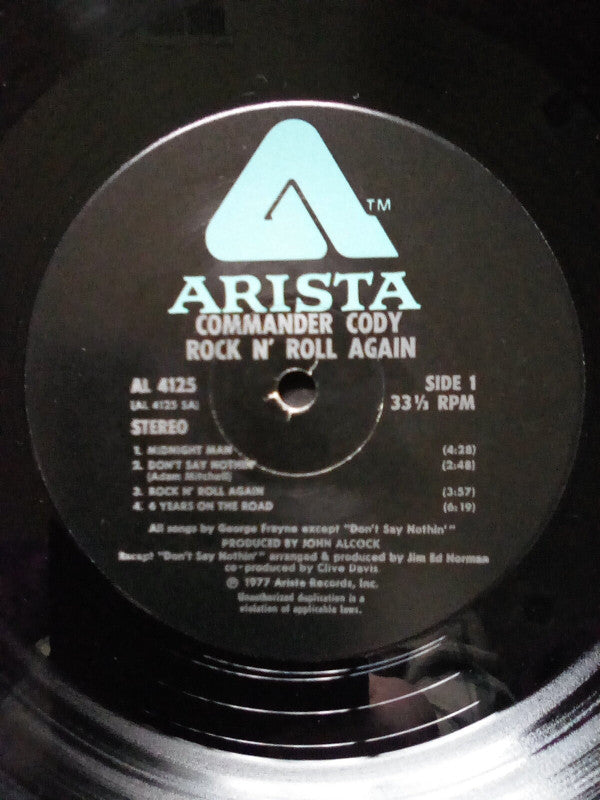 TM
ARISTA
COMMANDER CODY
ROCK N' ROLL AGAIN
AL 4125
(AL 4125 SA)
STEREO
SIDE 1
33⅓ RPM
1. MIDNIGHT MAN (4:28)
2. DON'T SAY NOTHIN' (2:48)
(Adam Mitchell)
3. ROCK N' ROLL AGAIN (3:57)
4. 6 YEARS ON THE ROAD (6:19)
All songs by George Frayne except "Don't Say Nothin'"
PRODUCED BY JOHN ALCOCK
Except "Don't Say Nothin'" arranged & produced by Jim Ed Norman
co-produced by Clive Davis
℗ 1977 Arista Records, Inc.
Unauthorized duplication is a
violation of applicable laws.